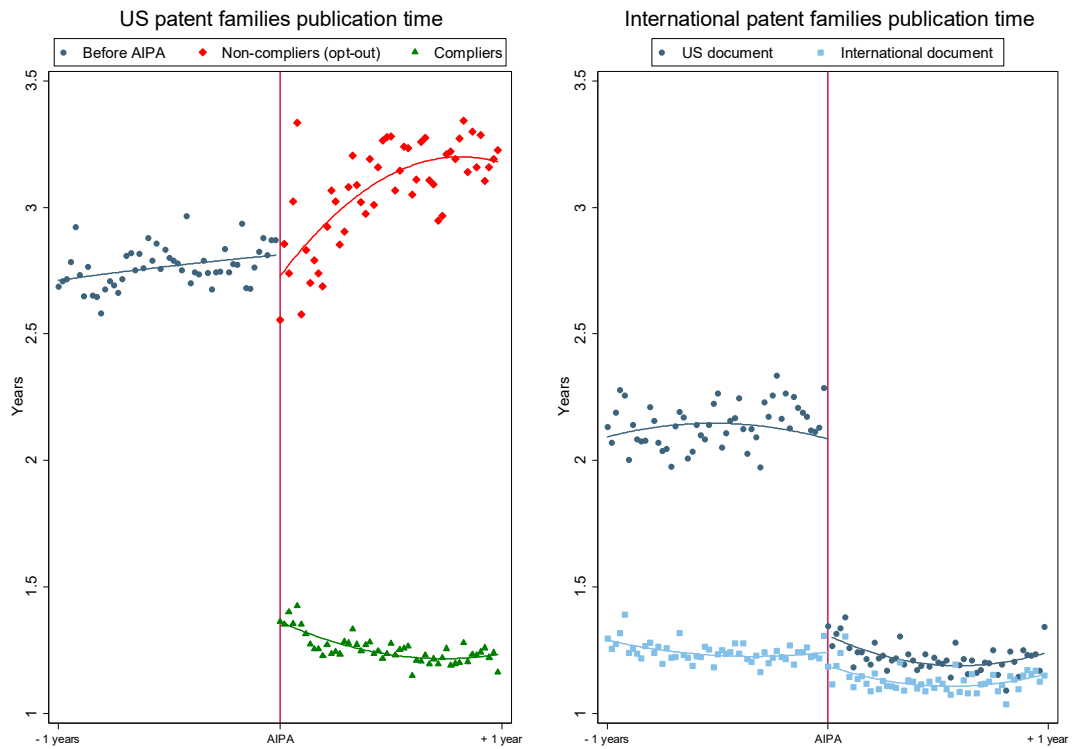 US patent families publication time
Before AIPA Non-compliers (opt-out) Compliers
3.5
3
2.5
2
1.5
1
Years
- 1 years AIPA + 1 year
International patent families publication time
US document International document
3.5
3
2.5
2
1.5
1
Years
- 1 years AIPA + 1 year